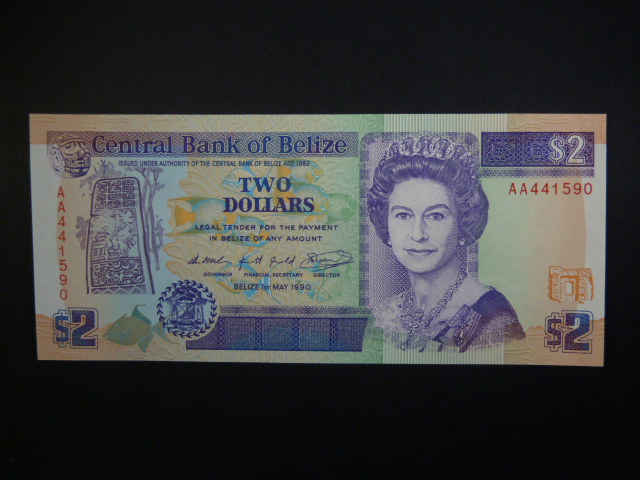 Central Bank of Belize
ISSUED UNDER AUTHORITY OF THE CENTRAL BANK OF BELIZE ACT, 1982
$2
AA441590
AA441590
TWO
DOLLARS
LEGAL TENDER FOR THE PAYMENT
IN BELIZE OF ANY AMOUNT
GOVERNOR FINANCIAL SECRETARY DIRECTOR
BELIZE 1ST MAY 1990
$2
$2